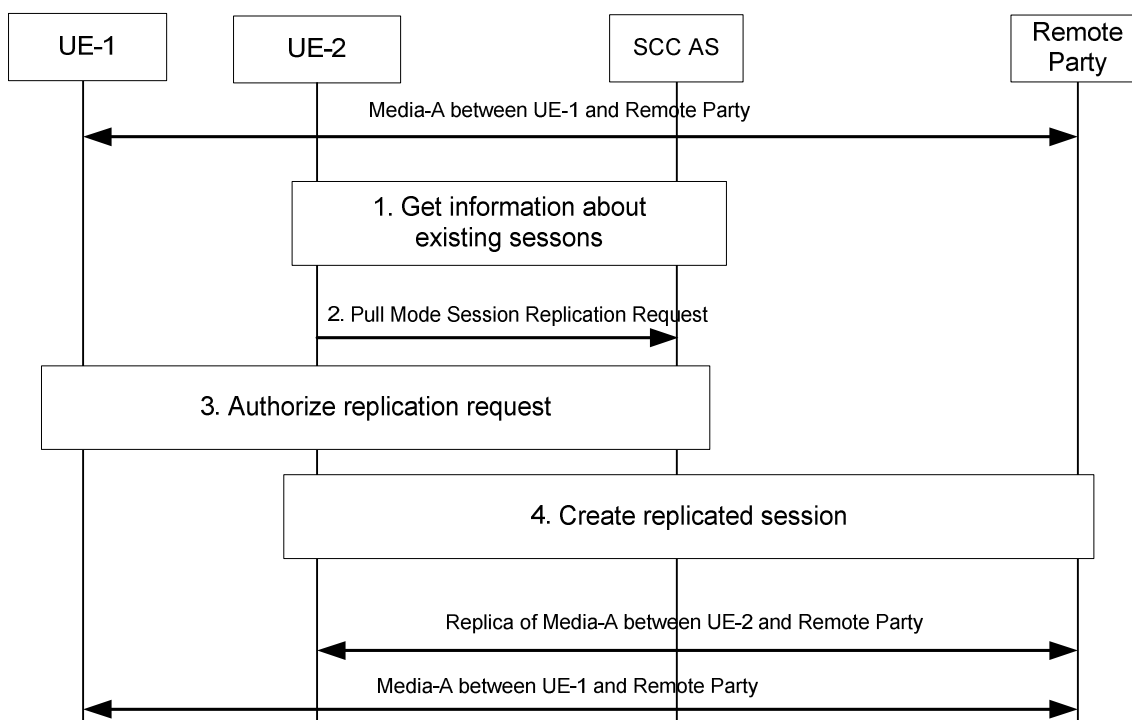 UE-1
UE-2
SCC AS
Remote
Party
Media-A between UE-1 and Remote Party
1. Get information about
existing sessons
2. Pull Mode Session Replication Request
3. Authorize replication request
4. Create replicated session
Replica of Media-A between UE-2 and Remote Party
Media-A between UE-1 and Remote Party